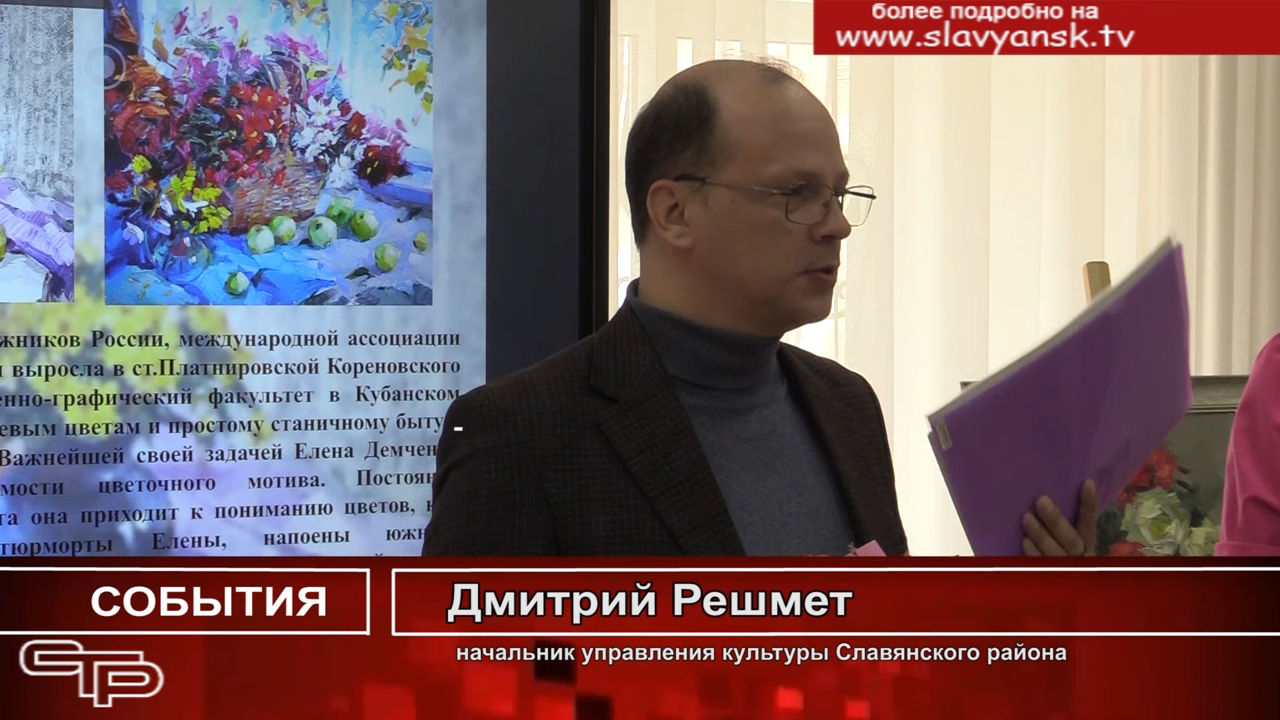 более подробно на
www.slavyansk.tv
жников России, международной ассоциации
выросла в ст.Платнировской Кореновского
енно-графический факультет в Кубанском
евым цветам и простому станичному быту.
Важнейшей своей задачей Елена Демчен
мости цветочного мотива. Постоян
та она приходит к пониманию цветов, 
тюрморты Елены, напоены южн
СОБЫТИЯ
Дмитрий Решмет
начальник управления культуры Славянского района
СТР